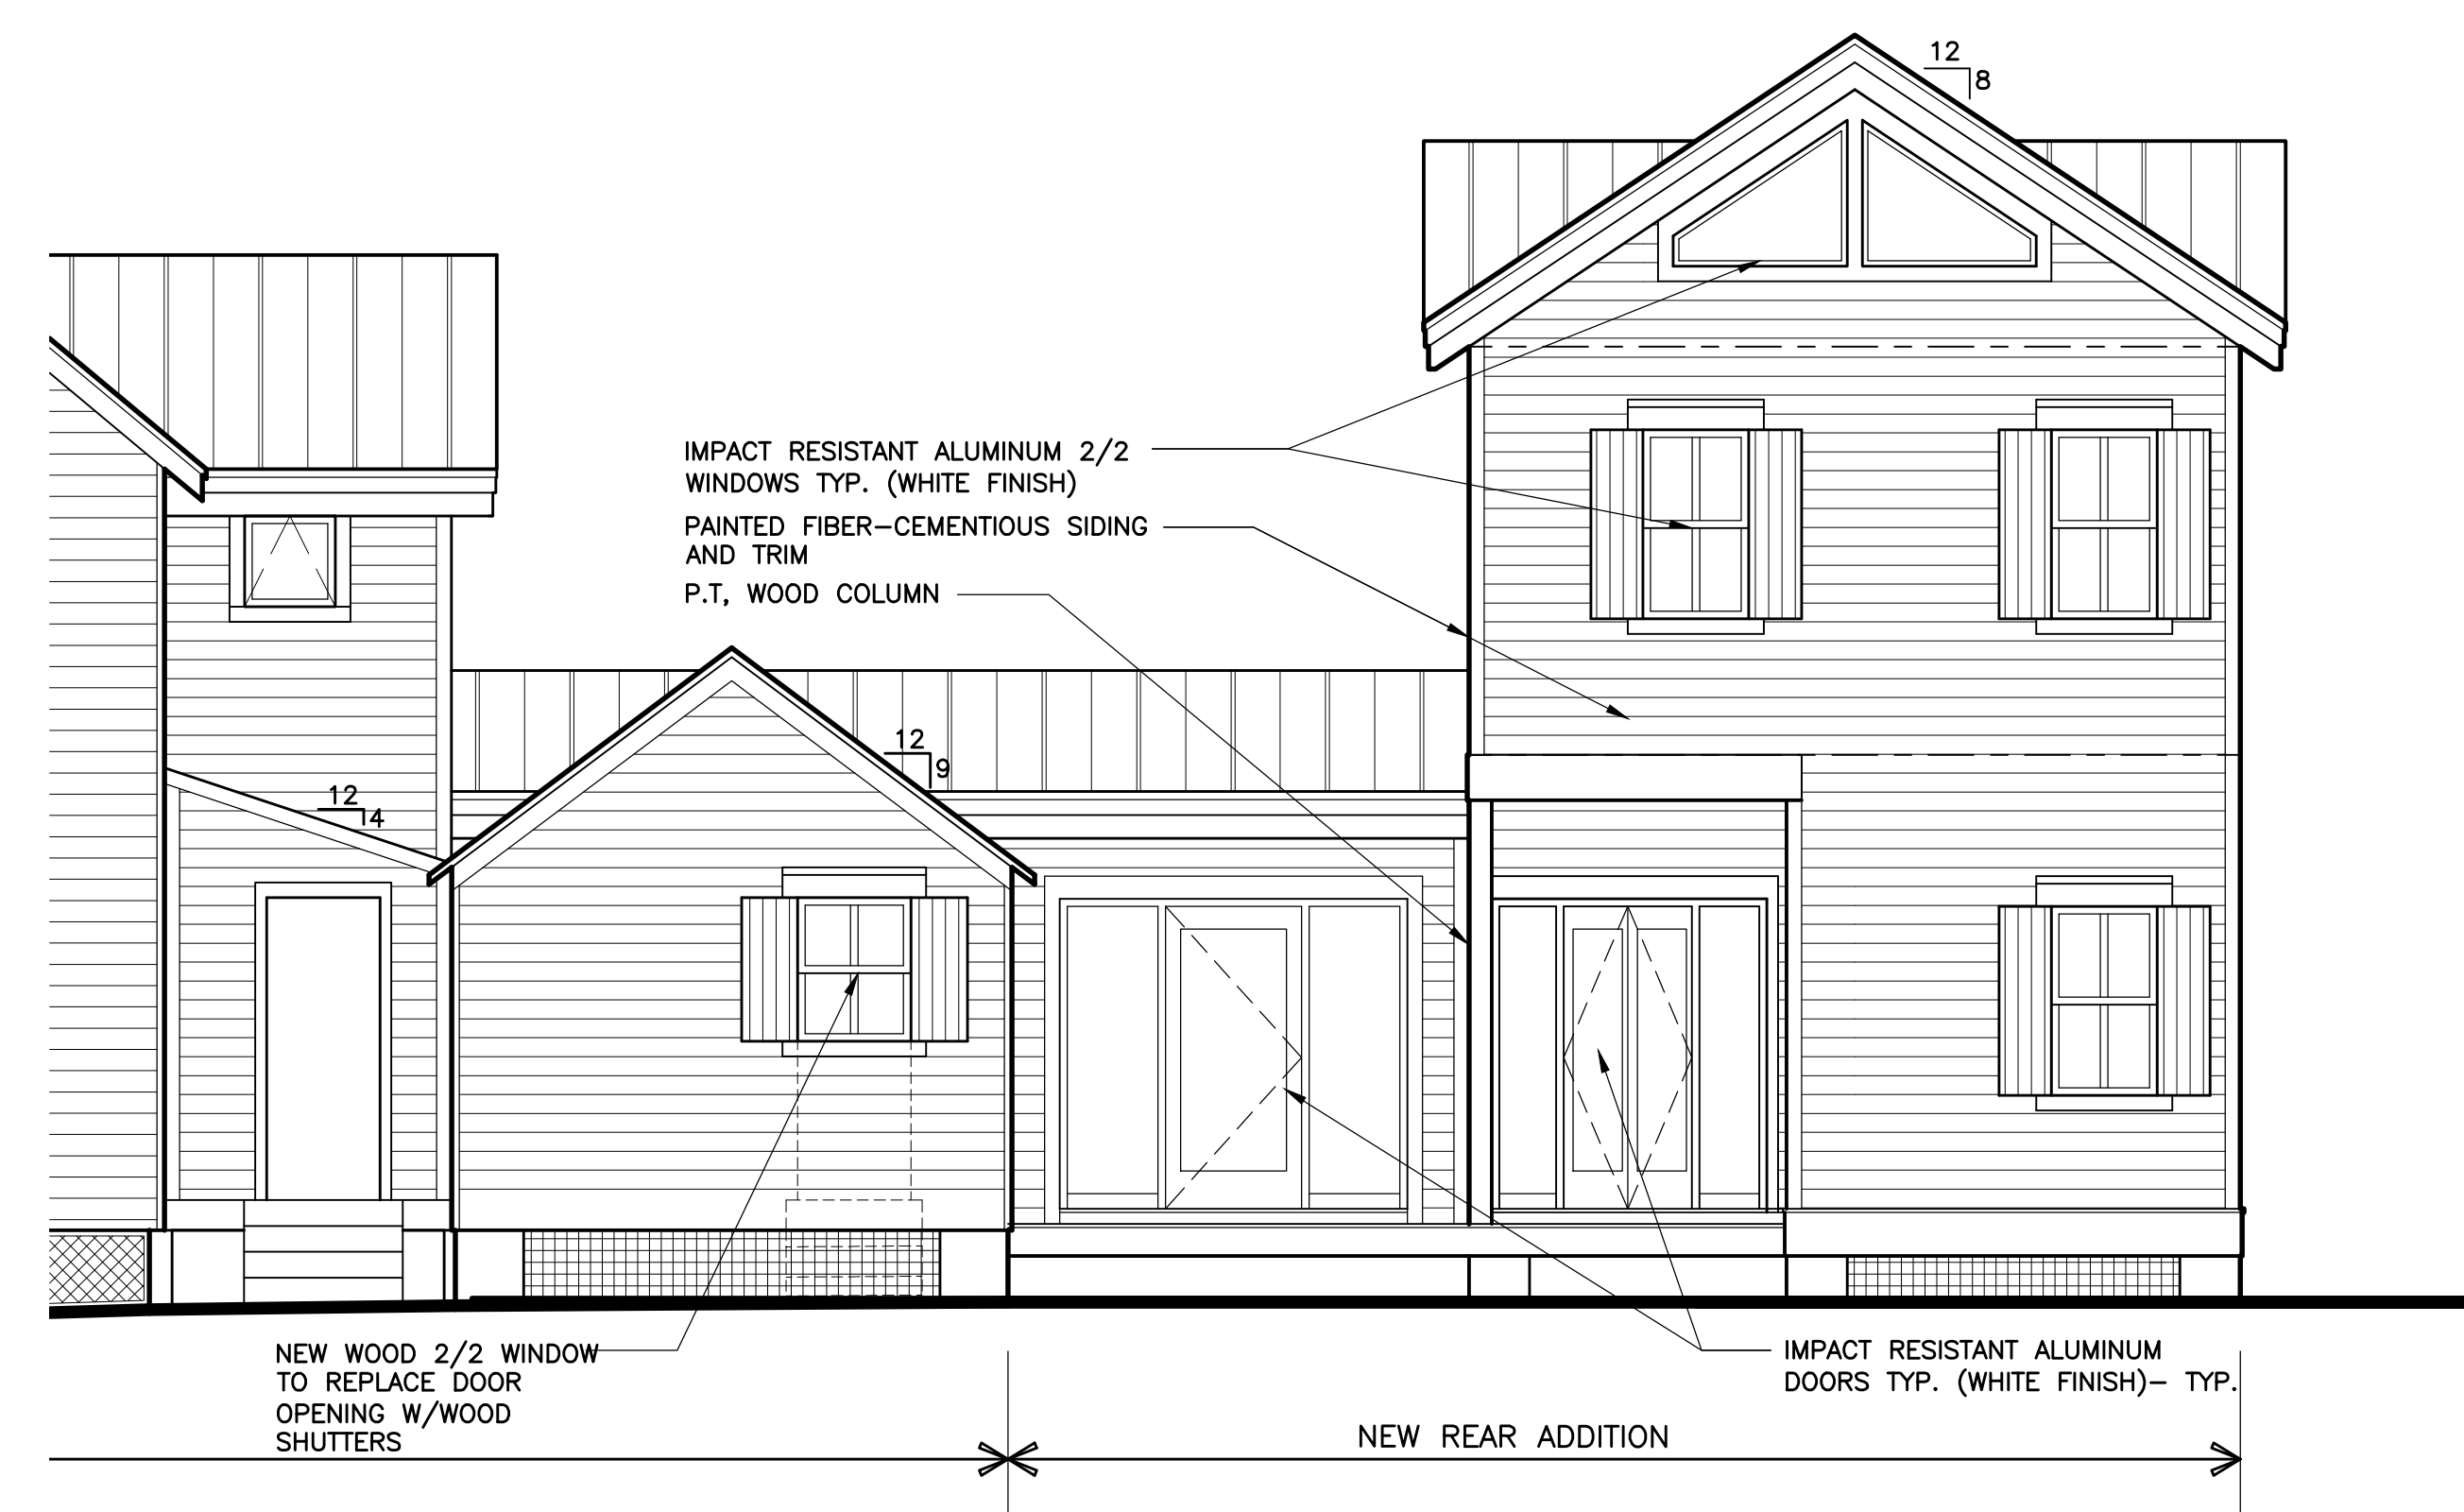 12
8
IMPACT RESISTANT ALUMINUM 2/2
WINDOWS TYP. (WHITE FINISH)
PAINTED FIBER-CEMENTIOUS SIDING
AND TRIM
P.T, WOOD COLUMN
12
9
12
4
NEW WOOD 2/2 WINDOW
TO REPLACE DOOR
OPENING W/WOOD
SHUTTERS
IMPACT RESISTANT ALUMINUM
DOORS TYP. (WHITE FINISH)- TYP.
NEW REAR ADDITION